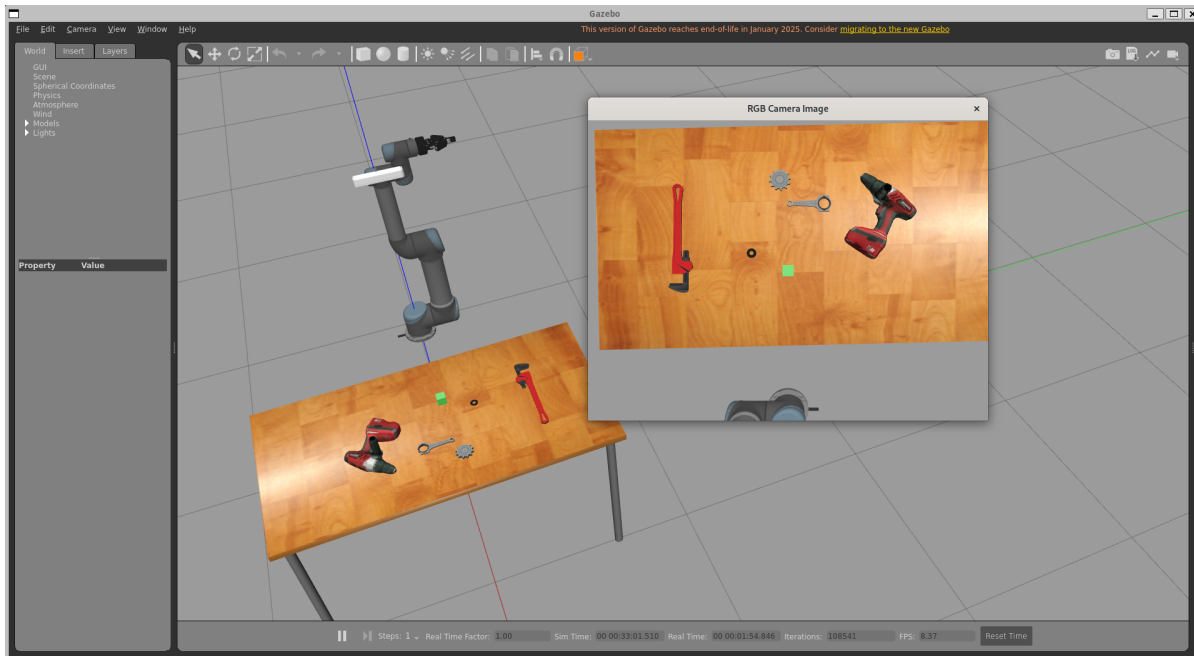 Gazebo
File Edit Camera View Window Help
This version of Gazebo reaches end-of-life in January 2025. Consider migrating to the new Gazebo
World Insert Layers
GUI
Scene
Spherical Coordinates
Physics
Atmosphere
Wind
Models
Lights
Property Value
RGB Camera Image
Steps: 1 Real Time Factor: 1.00 Sim Time: 00 00:33:01.510 Real Time: 00 00:01:54.846 Iterations: 108541 FPS: 8.37 Reset Time